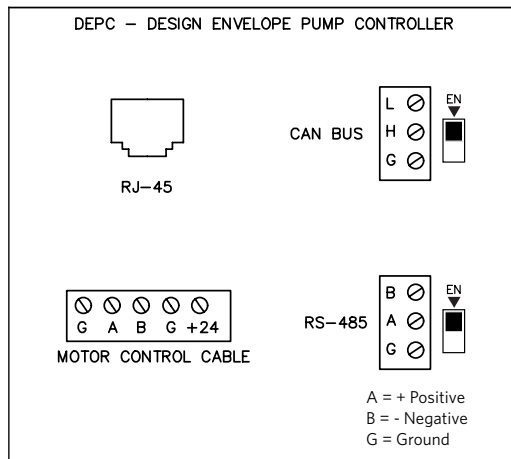 DEPC – DESIGN ENVELOPE PUMP CONTROLLER
RJ-45
CAN BUS
L
H
G
EN
G A B G +24
MOTOR CONTROL CABLE
RS-485
B
A
G
EN
A = + Positive
B = - Negative
G = Ground